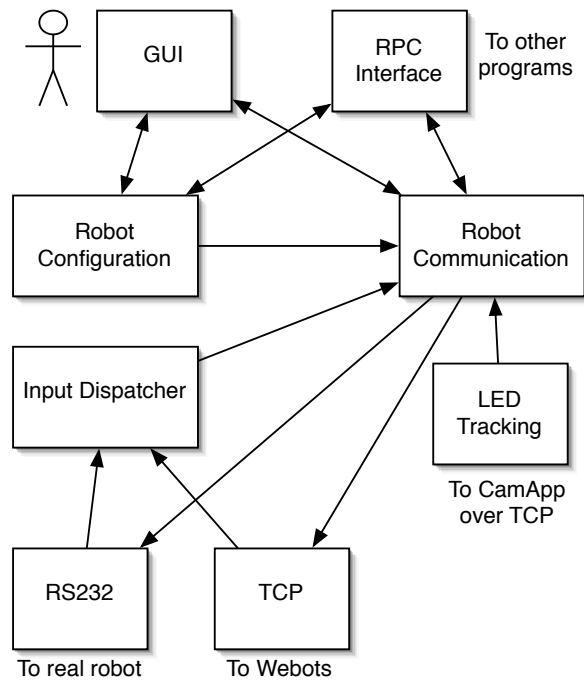 GUI
RPC
Interface
To other
programs
Robot
Configuration
Robot
Communication
Input Dispatcher
LED
Tracking
To CamApp
over TCP
RS232
TCP
To real robot
To Webots